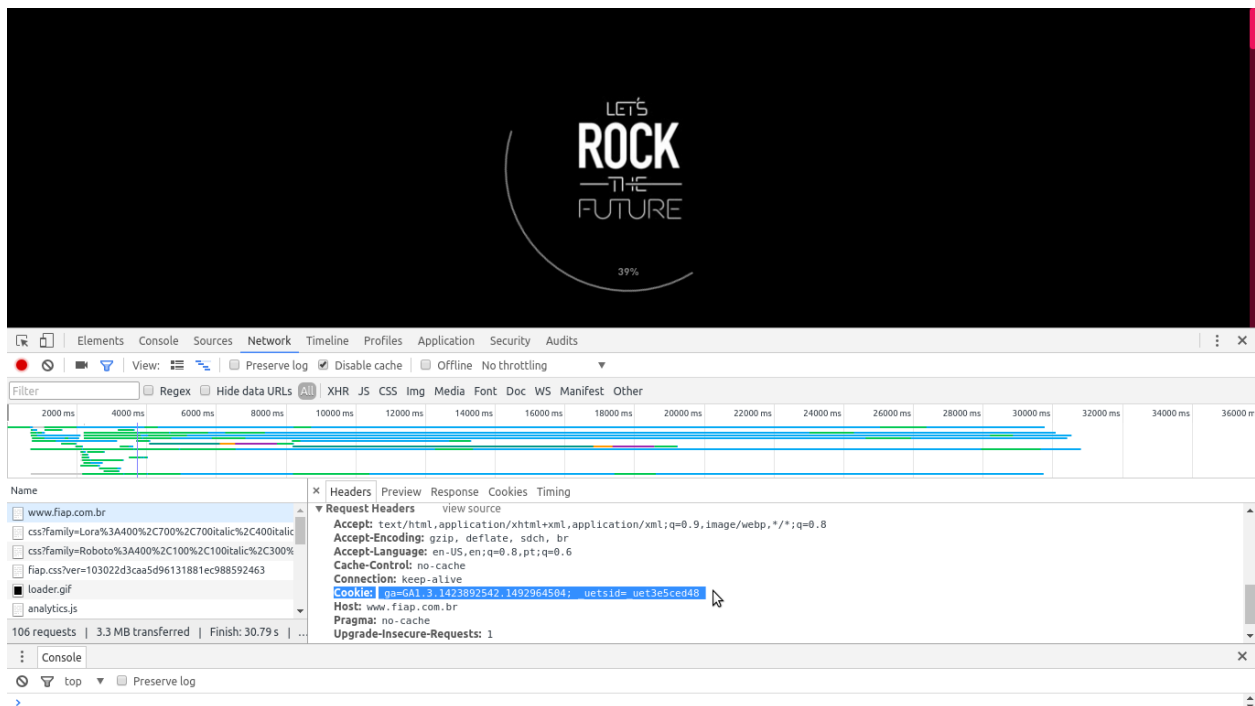 LET'S
ROCK
THE
FUTURE
39%
Elements Console Sources Network Timeline Profiles Application Security Audits
View: Preserve log Disable cache Offline No throttling
Filter Regex Hide data URLs All XHR JS CSS Img Media Font Doc WS Manifest Other
2000 ms 4000 ms 6000 ms 8000 ms 10000 ms 12000 ms 14000 ms 16000 ms 18000 ms 20000 ms 22000 ms 24000 ms 26000 ms 28000 ms 30000 ms 32000 ms 34000 ms 36000 m
Name
www.fiap.com.br
css?family=Lora%3A400%2C700%2C700italic%2C400italic
css?family=Roboto%3A400%2C100%2C100italic%2C300%
fiap.css?ver=103022d3caa5d96131881ec988592463
loader.gif
analytics.js
106 requests | 3.3 MB transferred | Finish: 30.79 s | ...
× Headers Preview Response Cookies Timing
Request Headers view source
Accept: text/html,application/xhtml+xml,application/xml;q=0.9,image/webp,*/*;q=0.8
Accept-Encoding: gzip, deflate, sdch, br
Accept-Language: en-US,en;q=0.8,pt;q=0.6
Cache-Control: no-cache
Connection: keep-alive
Cookie: _ga=GA1.3.1423892542.1492964504; _uetsid=_uet3e5ced48
Host: www.fiap.com.br
Pragma: no-cache
Upgrade-Insecure-Requests: 1
Console
top Preserve log